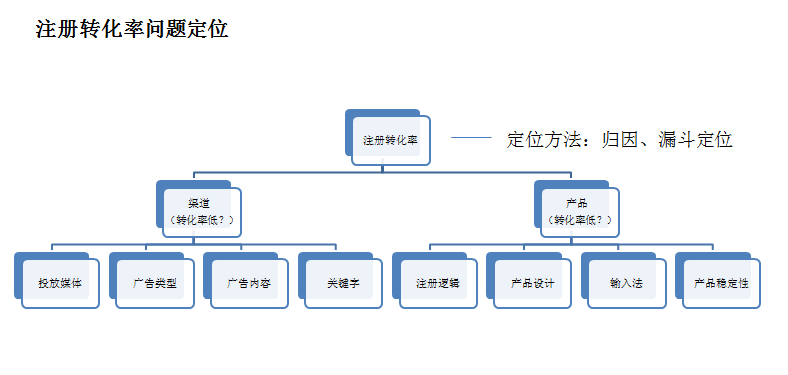 注册转化率问题定位
注册转化率
定位方法：归因、漏斗定位
渠道
（转化率低？）
产品
（转化率低？）
投放媒体
广告类型
广告内容
关键字
注册逻辑
产品设计
输入法
产品稳定性